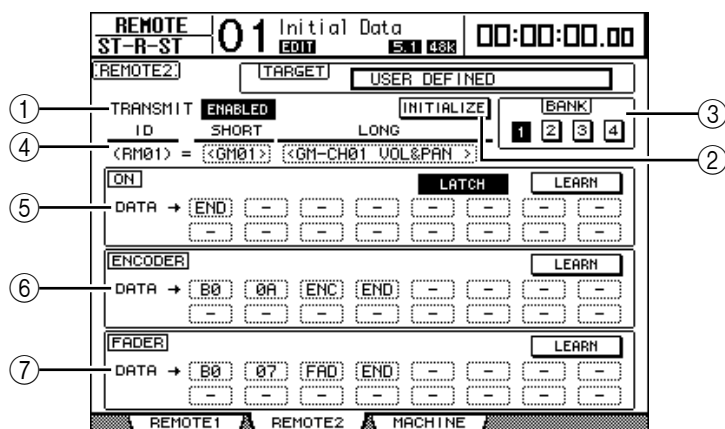 REMOTE
ST-R-ST
01 Initial Data
EDIT 5.1 48k
00:00:00.00
REMOTE2
TARGET USER DEFINED
① TRANSMIT ENABLED INITIALIZE BANK ③
1 2 3 4
②
ID SHORT LONG
④ (RM01) = <GM01> <GM-CH01 VOL&PAN >
ON LATCH LEARN
⑤ DATA → END - - - - - - -
- - - - - - - -
ENCODER LEARN
⑥ DATA → B0 0A ENC END - - - -
- - - - - - - -
FADER LEARN
⑦ DATA → B0 07 FAD END - - - -
- - - - - - - -
REMOTE1 REMOTE2 MACHINE